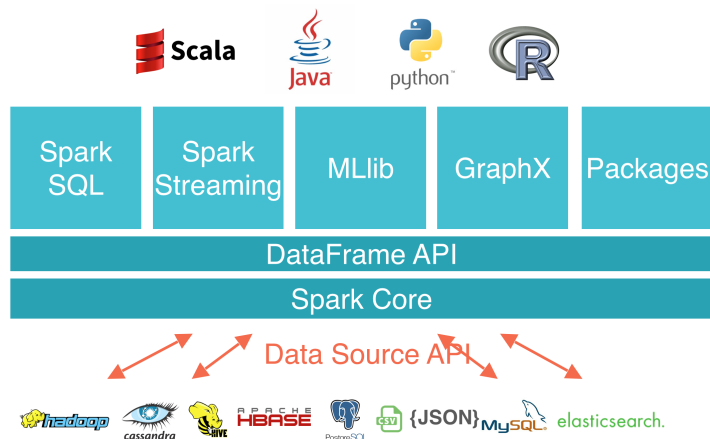 Scala
Java
python™
R
Spark
SQL
Spark
Streaming
MLlib
GraphX
Packages
DataFrame API
Spark Core
Data Source API
hadoop
cassandra
HIVE
APACHE
HBASE
PostgreSQL
CSV
{JSON}
MySQL®
elasticsearch.